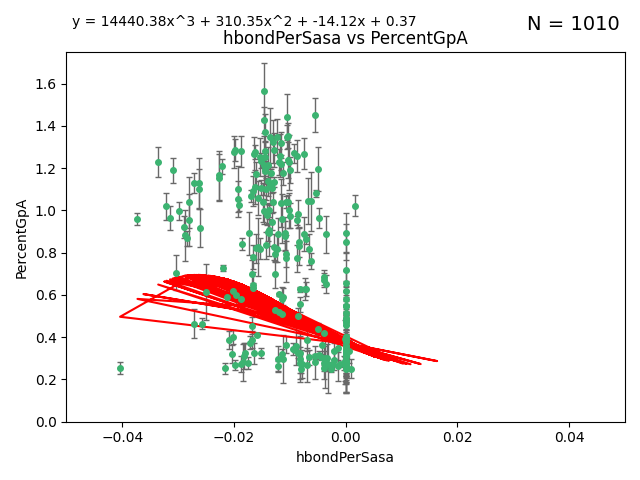 y = 14440.38x^3 + 310.35x^2 + -14.12x + 0.37
N = 1010
hbondPerSasa vs PercentGpA
1.6
1.4
1.2
1.0
0.8
0.6
0.4
0.2
0.0
PercentGpA
−0.04 −0.02 0.00 0.02 0.04
hbondPerSasa